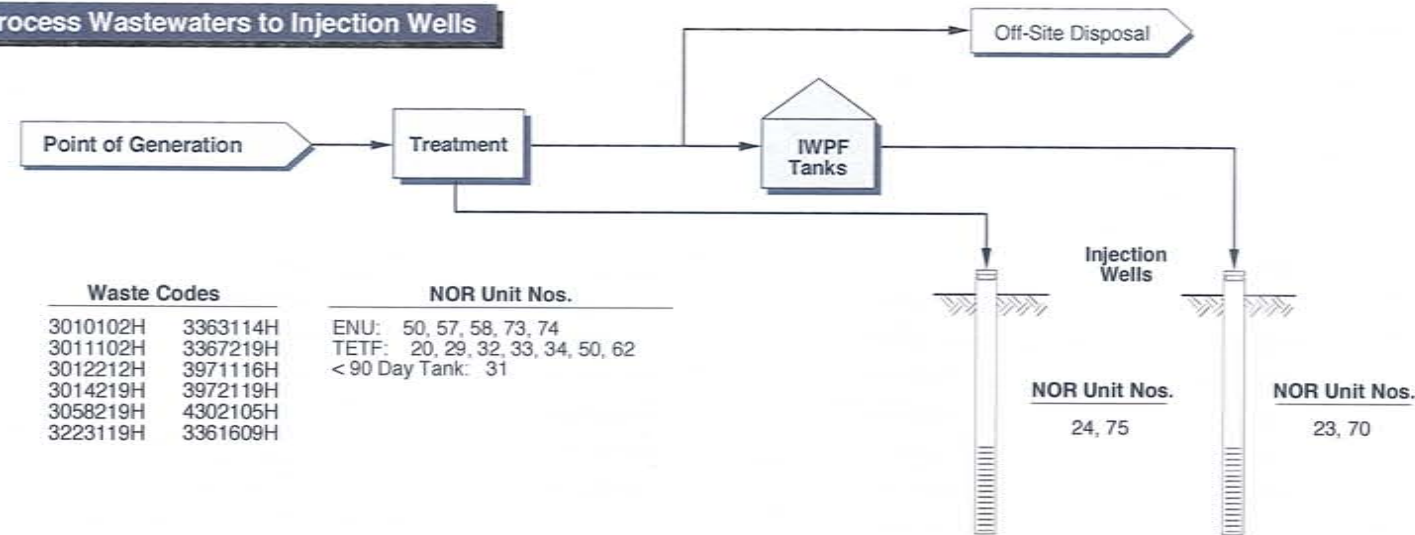 rocess Wastewaters to Injection Wells
Off-Site Disposal
Point of Generation
Treatment
IWPF
Tanks
Injection
Wells
Waste Codes
3010102H 3363114H
3011102H 3367219H
3012212H 3971116H
3014219H 3972119H
3058219H 4302105H
3223119H 3361609H
NOR Unit Nos.
ENU: 50, 57, 58, 73, 74
TETF: 20, 29, 32, 33, 34, 50, 62
< 90 Day Tank: 31
NOR Unit Nos.
24, 75
NOR Unit Nos.
23, 70